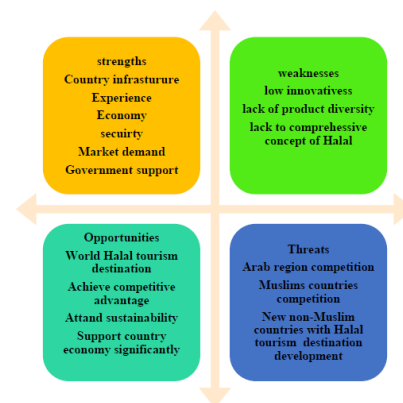 strengths
Country infrasturure
Experience
Economy
secuirty
Market demand
Government support
weaknesses
low innovativess
lack of product diversity
lack to comprehessive
concept of Halal
Opportunities
World Halal tourism
destination
Achieve competitive
advantage
Attand sustainability
Support country
economy significantly
Threats
Arab region competition
Muslims countries
competition
New non-Muslim
countries with Halal
tourism destination
development